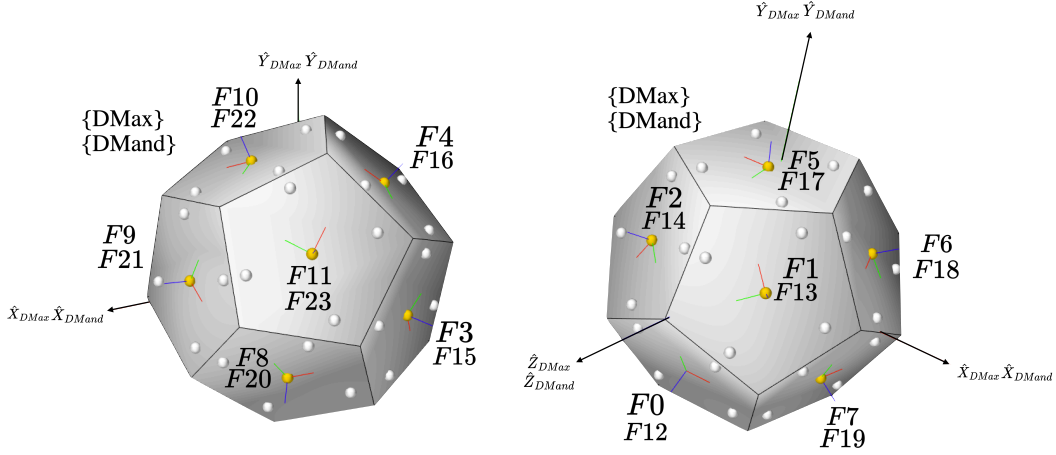 Ŷ_DMax Ŷ_DMand
{DMax}
{DMand}
F10
F22
F4
F16
F9
F21
F11
F23
X̂_DMax X̂_DMand
F3
F15
F8
F20
Ŷ_DMax Ŷ_DMand
{DMax}
{DMand}
F5
F17
F2
F14
F6
F18
F1
F13
Ẑ_DMax
Ẑ_DMand
X̂_DMax X̂_DMand
F0
F12
F7
F19